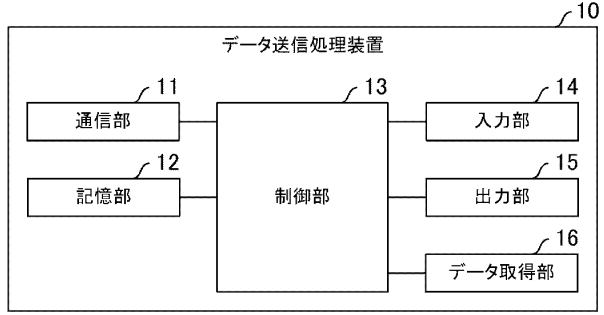 10
データ送信処理装置
11
通信部
12
記憶部
13
制御部
14
入力部
15
出力部
16
データ取得部